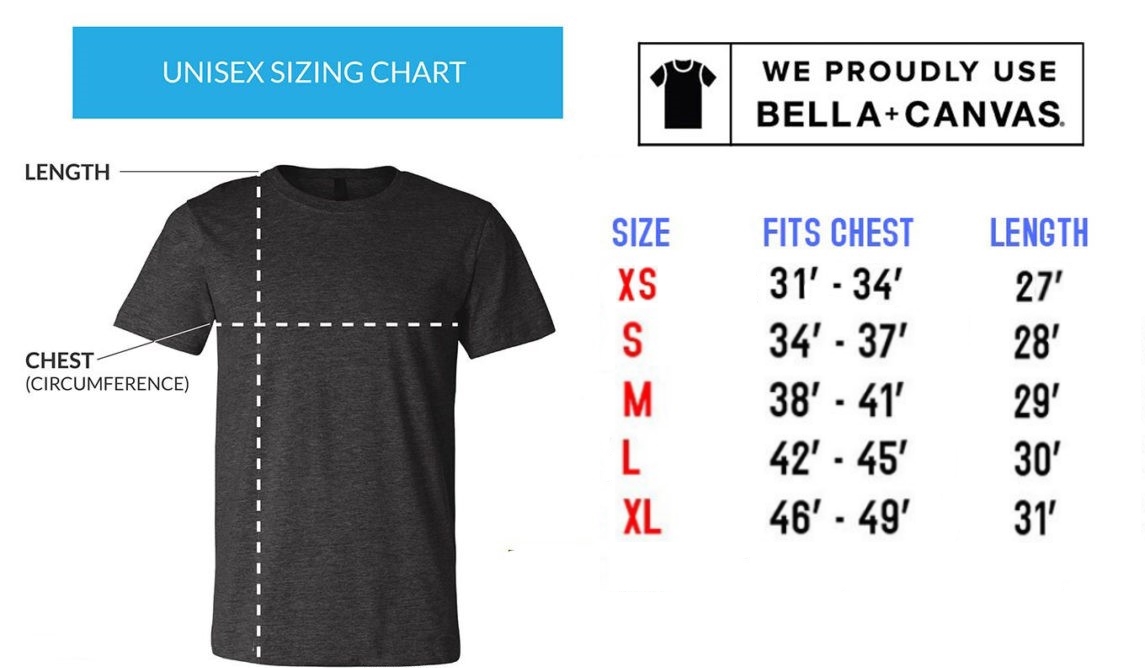 UNISEX SIZING CHART
WE PROUDLY USE
BELLA+CANVAS®
LENGTH
CHEST
(CIRCUMFERENCE)
SIZE FITS CHEST LENGTH
XS 31′ - 34′ 27′
S 34′ - 37′ 28′
M 38′ - 41′ 29′
L 42′ - 45′ 30′
XL 46′ - 49′ 31′